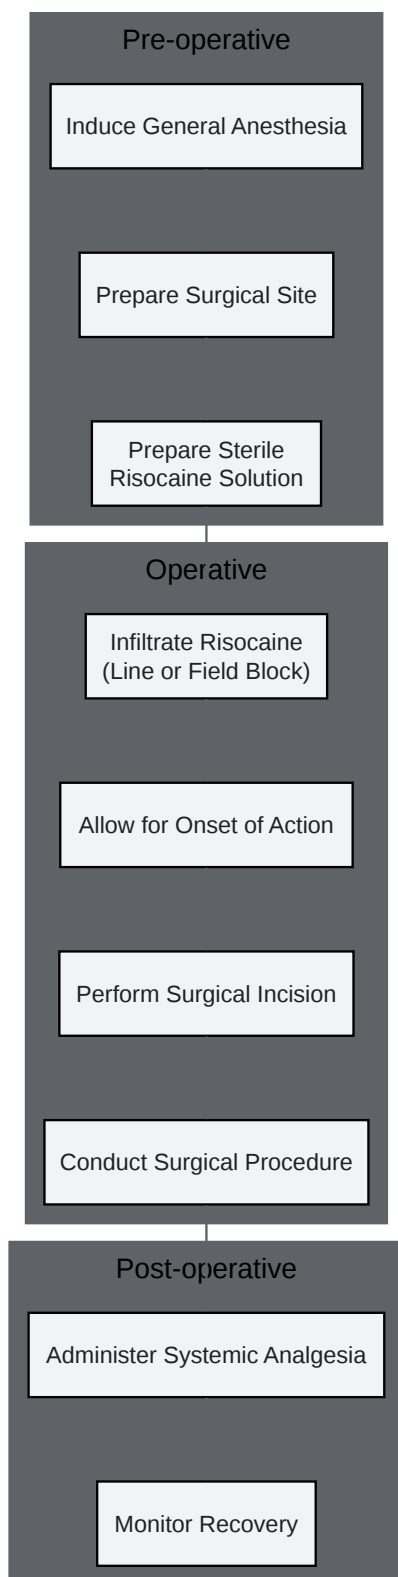 Pre-operative
Induce General Anesthesia
Prepare Surgical Site
Prepare Sterile
Risocaine Solution
Operative
Infiltrate Risocaine
(Line or Field Block)
Allow for Onset of Action
Perform Surgical Incision
Conduct Surgical Procedure
Post-operative
Administer Systemic Analgesia
Monitor Recovery